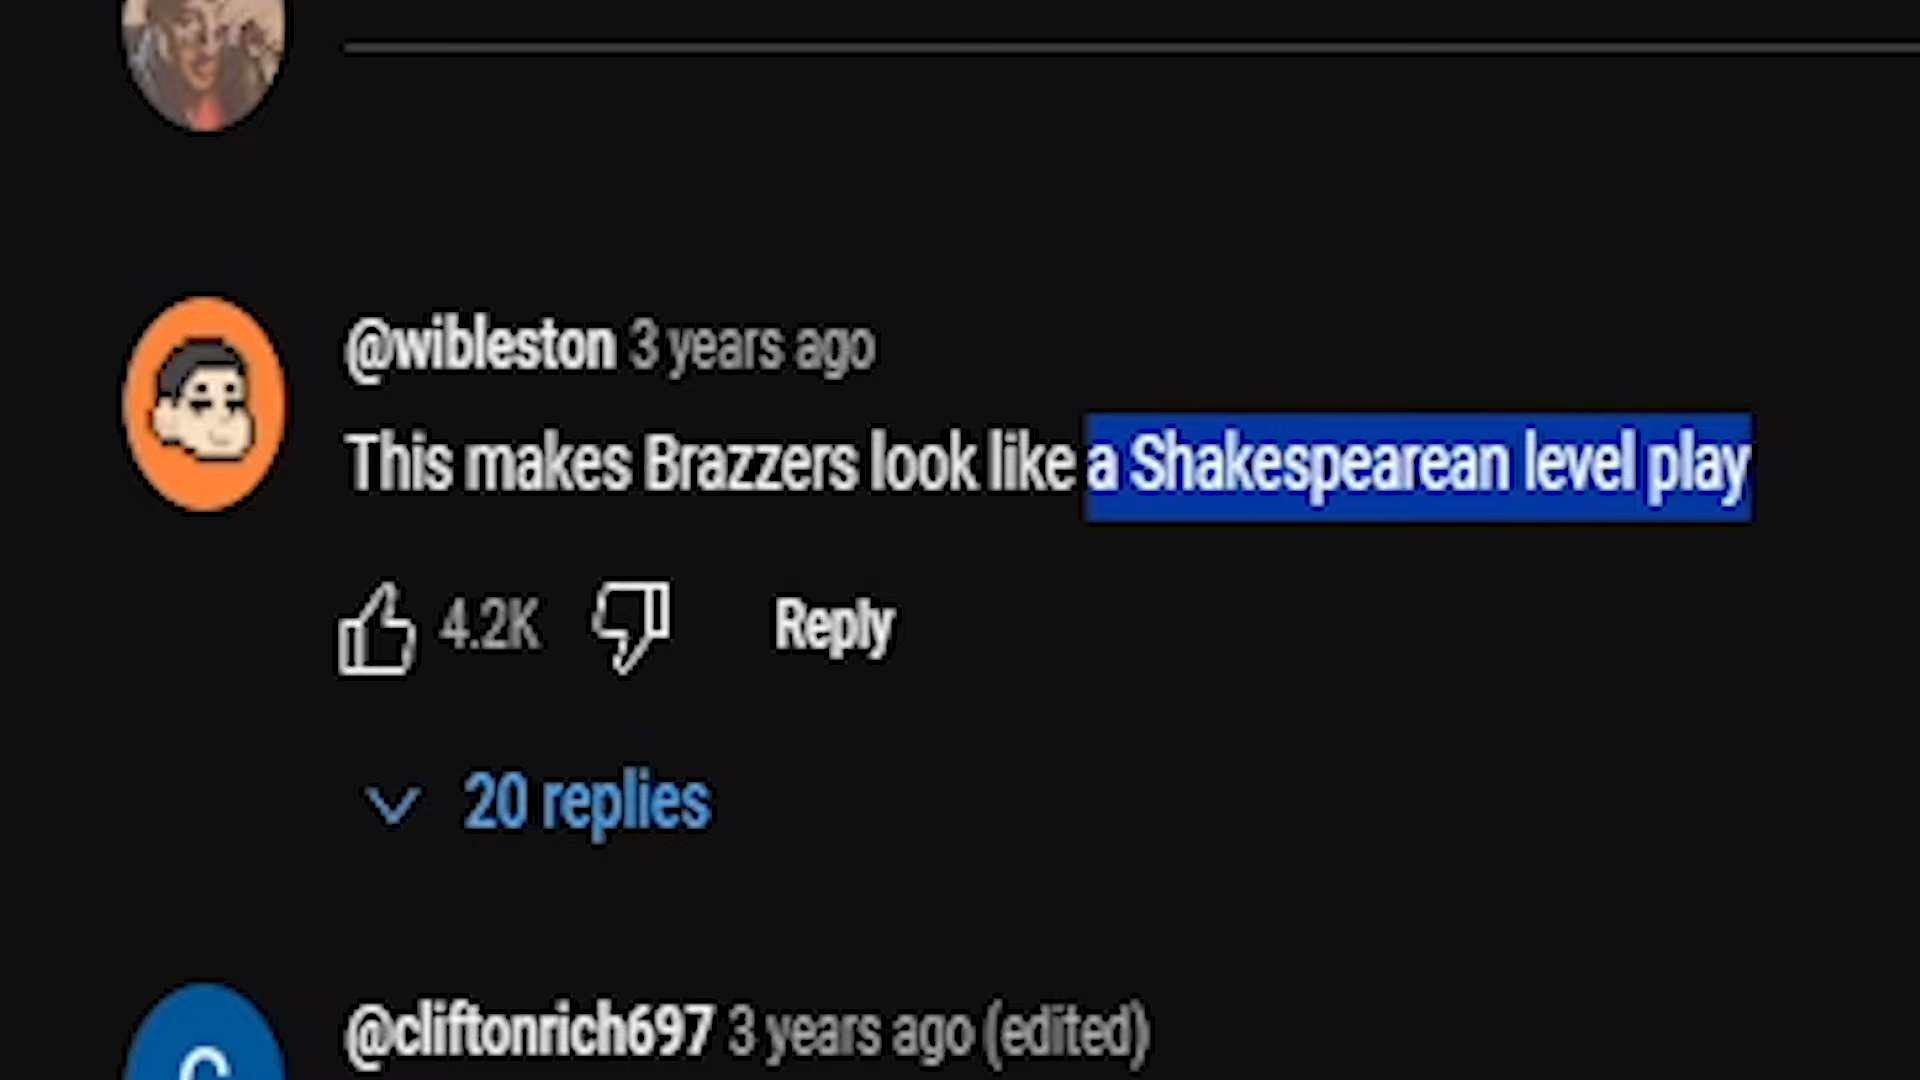 @wibleston 3 years ago
This makes Brazzers look like a Shakespearean level play
4.2K Reply
20 replies
@cliftonrich697 3 years ago (edited)
C